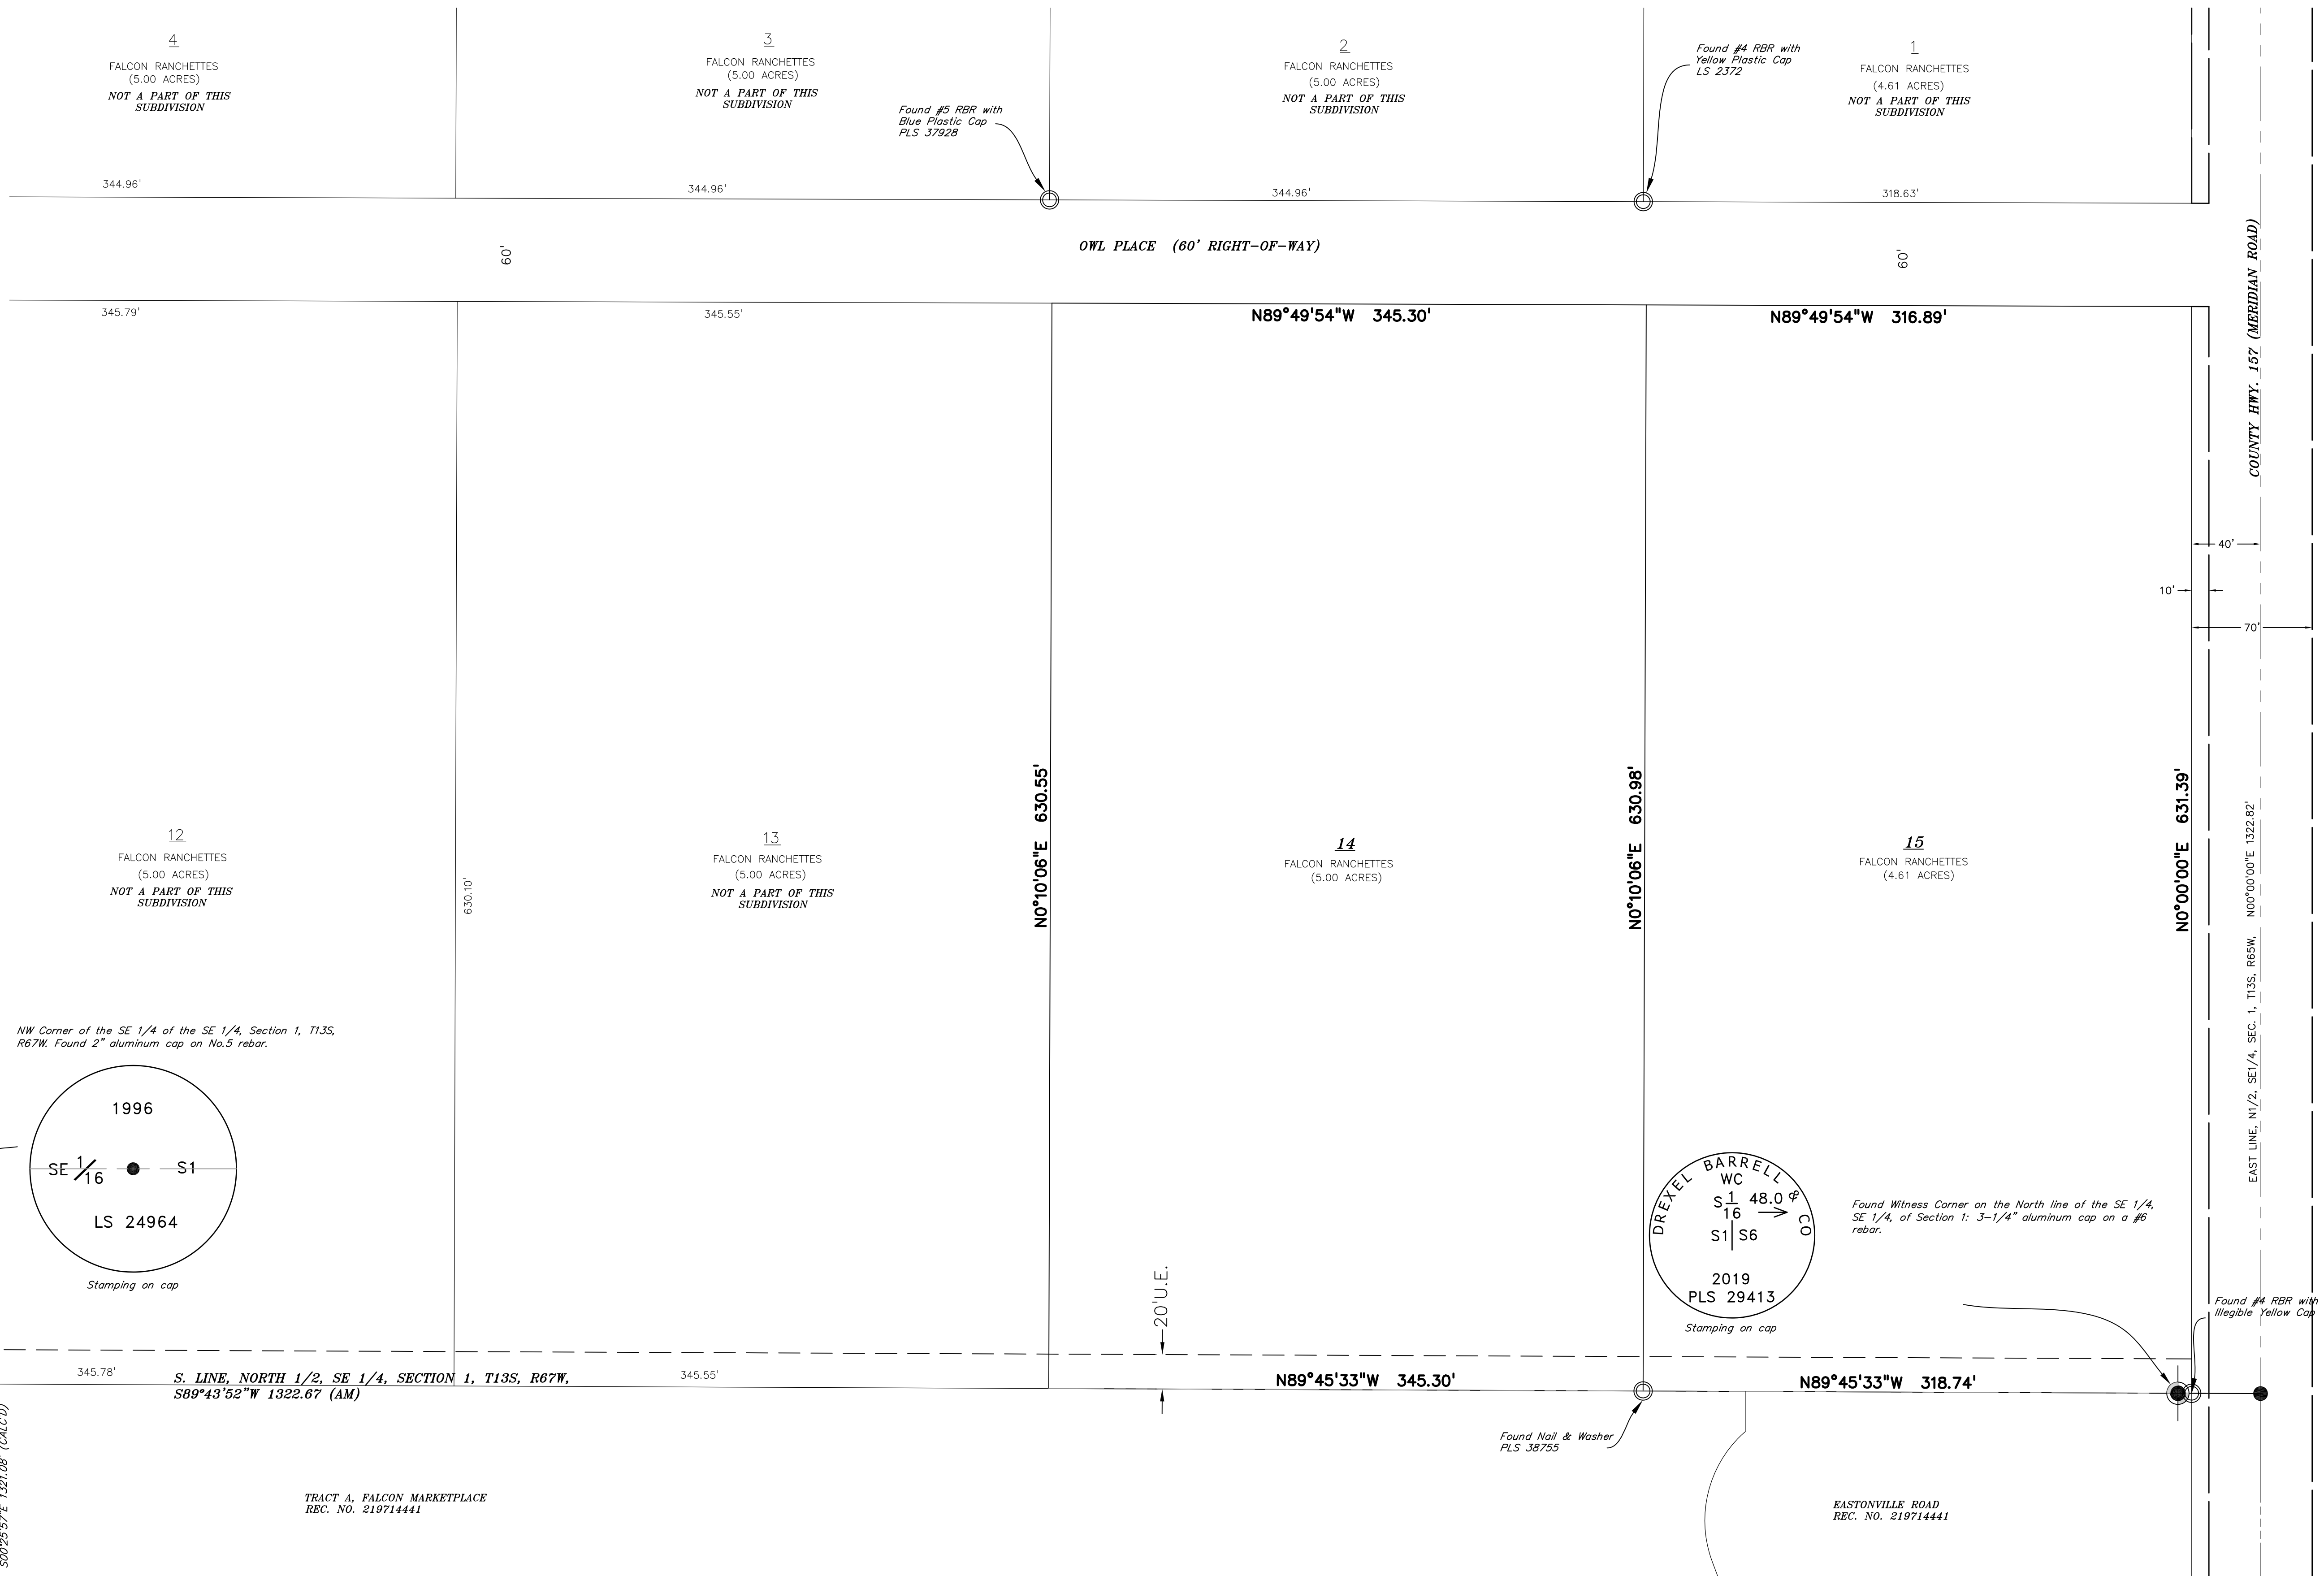 4
FALCON RANCHETTES
(5.00 ACRES)
NOT A PART OF THIS
SUBDIVISION
3
FALCON RANCHETTES
(5.00 ACRES)
NOT A PART OF THIS
SUBDIVISION
2
FALCON RANCHETTES
(5.00 ACRES)
NOT A PART OF THIS
SUBDIVISION
1
FALCON RANCHETTES
(4.61 ACRES)
NOT A PART OF THIS
SUBDIVISION
Found #5 RBR with
Blue Plastic Cap
PLS 37928
Found #4 RBR with
Yellow Plastic Cap
LS 2372
344.96'
344.96'
344.96'
318.63'
60'
OWL PLACE (60' RIGHT-OF-WAY)
60'
345.79'
345.55'
N89°49'54"W 345.30'
N89°49'54"W 316.89'
COUNTY HWY. 157 (MERIDIAN ROAD)
40'
10'
70'
12
FALCON RANCHETTES
(5.00 ACRES)
NOT A PART OF THIS
SUBDIVISION
630.10'
13
FALCON RANCHETTES
(5.00 ACRES)
NOT A PART OF THIS
SUBDIVISION
N0°10'06"E 630.55'
14
FALCON RANCHETTES
(5.00 ACRES)
N0°10'06"E 630.98'
15
FALCON RANCHETTES
(4.61 ACRES)
N0°00'00"E 631.39'
EAST LINE, N1/2, SE1/4, SEC. 1, T13S, R65W, N00°00'00"E 1322.82'
NW Corner of the SE 1/4 of the SE 1/4, Section 1, T13S,
R67W. Found 2" aluminum cap on No.5 rebar.
1996
SE 1/16 S1
LS 24964
Stamping on cap
DREXEL BARRELL & CO
WC
S 1/16 48.0
S1 S6
2019
PLS 29413
Stamping on cap
Found Witness Corner on the North line of the SE 1/4,
SE 1/4, of Section 1: 3-1/4" aluminum cap on a #6
rebar.
Found #4 RBR with
Illegible Yellow Cap
20'U.E.
345.78'
S. LINE, NORTH 1/2, SE 1/4, SECTION 1, T13S, R67W,
S89°43'52"W 1322.67 (AM)
345.55'
N89°45'33"W 345.30'
N89°45'33"W 318.74'
Found Nail & Washer
PLS 38755
S00°25'57"E 1321.08' (CALC'D)
TRACT A, FALCON MARKETPLACE
REC. NO. 219714441
EASTONVILLE ROAD
REC. NO. 219714441